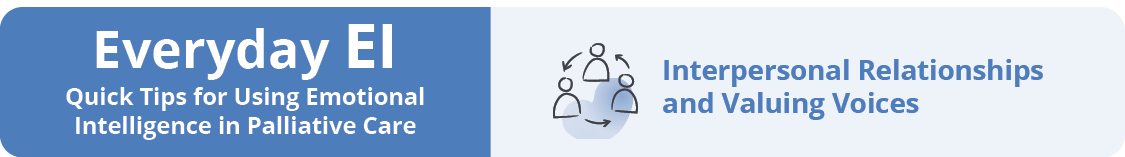 Everyday EI
Quick Tips for Using Emotional
Intelligence in Palliative Care
Interpersonal Relationships
and Valuing Voices